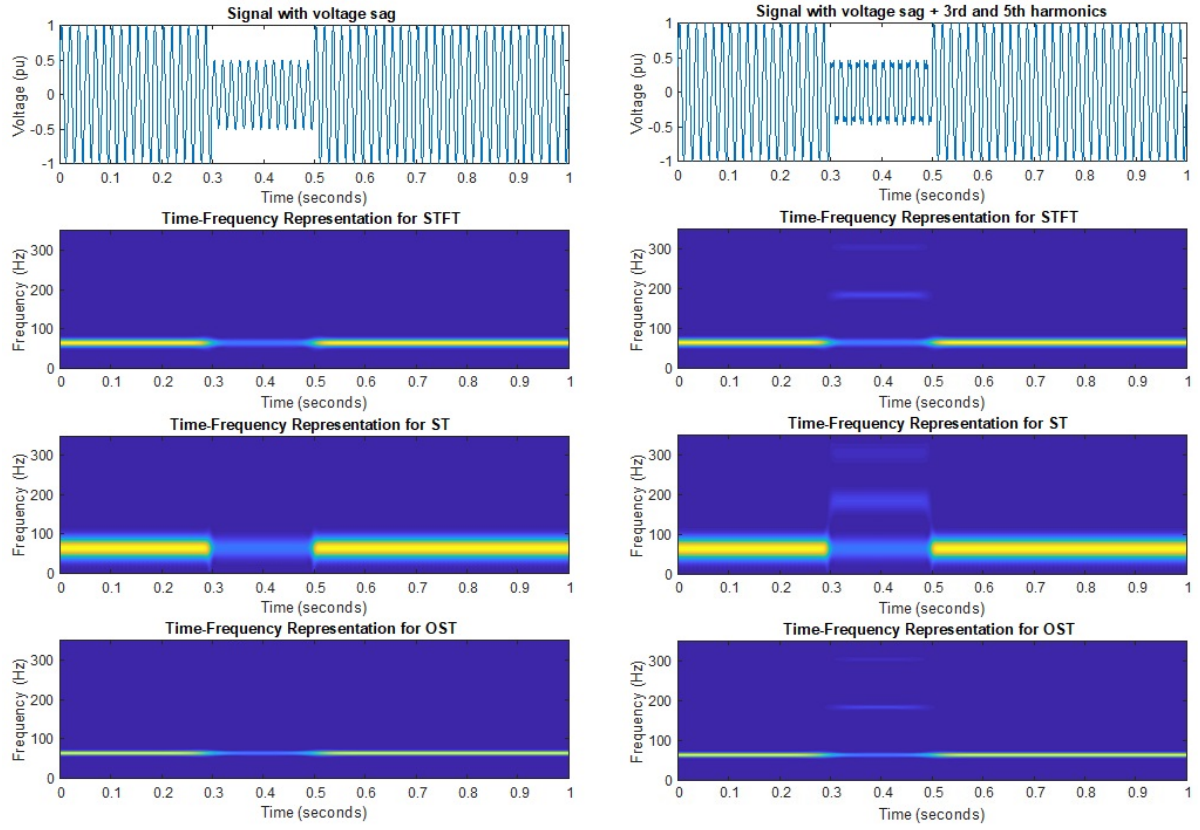 Signal with voltage sag
Voltage (pu)
1
0.5
0
-0.5
-1
0 0.1 0.2 0.3 0.4 0.5 0.6 0.7 0.8 0.9 1
Time (seconds)
Time-Frequency Representation for STFT
Frequency (Hz)
300
200
100
0
0 0.1 0.2 0.3 0.4 0.5 0.6 0.7 0.8 0.9 1
Time (seconds)
Time-Frequency Representation for ST
Frequency (Hz)
300
200
100
0
0 0.1 0.2 0.3 0.4 0.5 0.6 0.7 0.8 0.9 1
Time (seconds)
Time-Frequency Representation for OST
Frequency (Hz)
300
200
100
0
0 0.1 0.2 0.3 0.4 0.5 0.6 0.7 0.8 0.9 1
Time (seconds)
Signal with voltage sag + 3rd and 5th harmonics
Voltage (pu)
1
0.5
0
-0.5
-1
0 0.1 0.2 0.3 0.4 0.5 0.6 0.7 0.8 0.9 1
Time (seconds)
Time-Frequency Representation for STFT
Frequency (Hz)
300
200
100
0
0 0.1 0.2 0.3 0.4 0.5 0.6 0.7 0.8 0.9 1
Time (seconds)
Time-Frequency Representation for ST
Frequency (Hz)
300
200
100
0
0 0.1 0.2 0.3 0.4 0.5 0.6 0.7 0.8 0.9 1
Time (seconds)
Time-Frequency Representation for OST
Frequency (Hz)
300
200
100
0
0 0.1 0.2 0.3 0.4 0.5 0.6 0.7 0.8 0.9 1
Time (seconds)